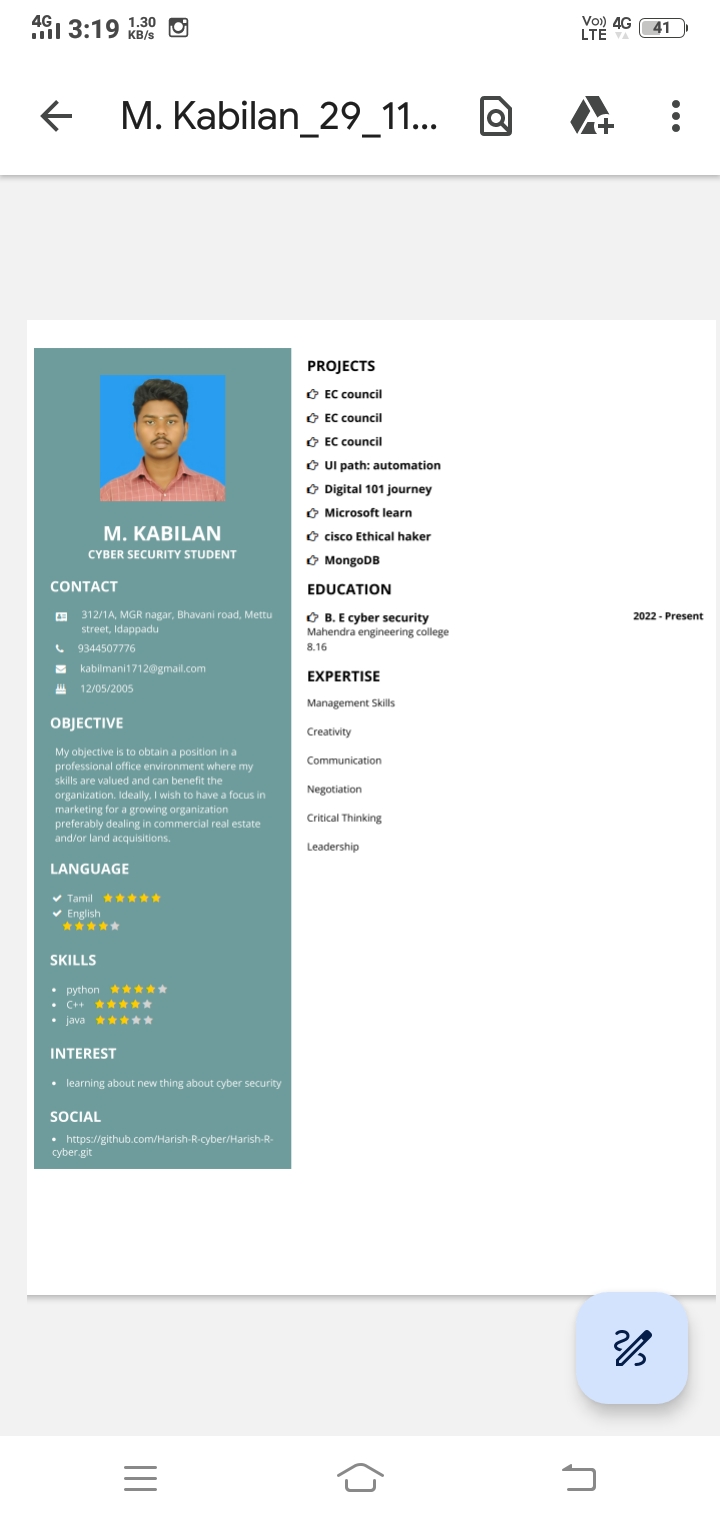 4G 3:19 1.30 KB/s VoLTE 4G 41
M. Kabilan_29_11...
M. KABILAN
CYBER SECURITY STUDENT
CONTACT
312/1A, MGR nagar, Bhavani road, Mettu
street, Idappadu
9344507776
kabilmani1712@gmail.com
12/05/2005
OBJECTIVE
My objective is to obtain a position in a
professional office environment where my
skills are valued and can benefit the
organization. Ideally, I wish to have a focus in
marketing for a growing organization
preferably dealing in commercial real estate
and/or land acquisitions.
LANGUAGE
Tamil
English
SKILLS
python
C++
java
INTEREST
learning about new thing about cyber security
SOCIAL
https://github.com/Harish-R-cyber/Harish-R-
cyber.git
PROJECTS
EC council
EC council
EC council
UI path: automation
Digital 101 journey
Microsoft learn
cisco Ethical haker
MongoDB
EDUCATION
B. E cyber security 2022 - Present
Mahendra engineering college
8.16
EXPERTISE
Management Skills
Creativity
Communication
Negotiation
Critical Thinking
Leadership